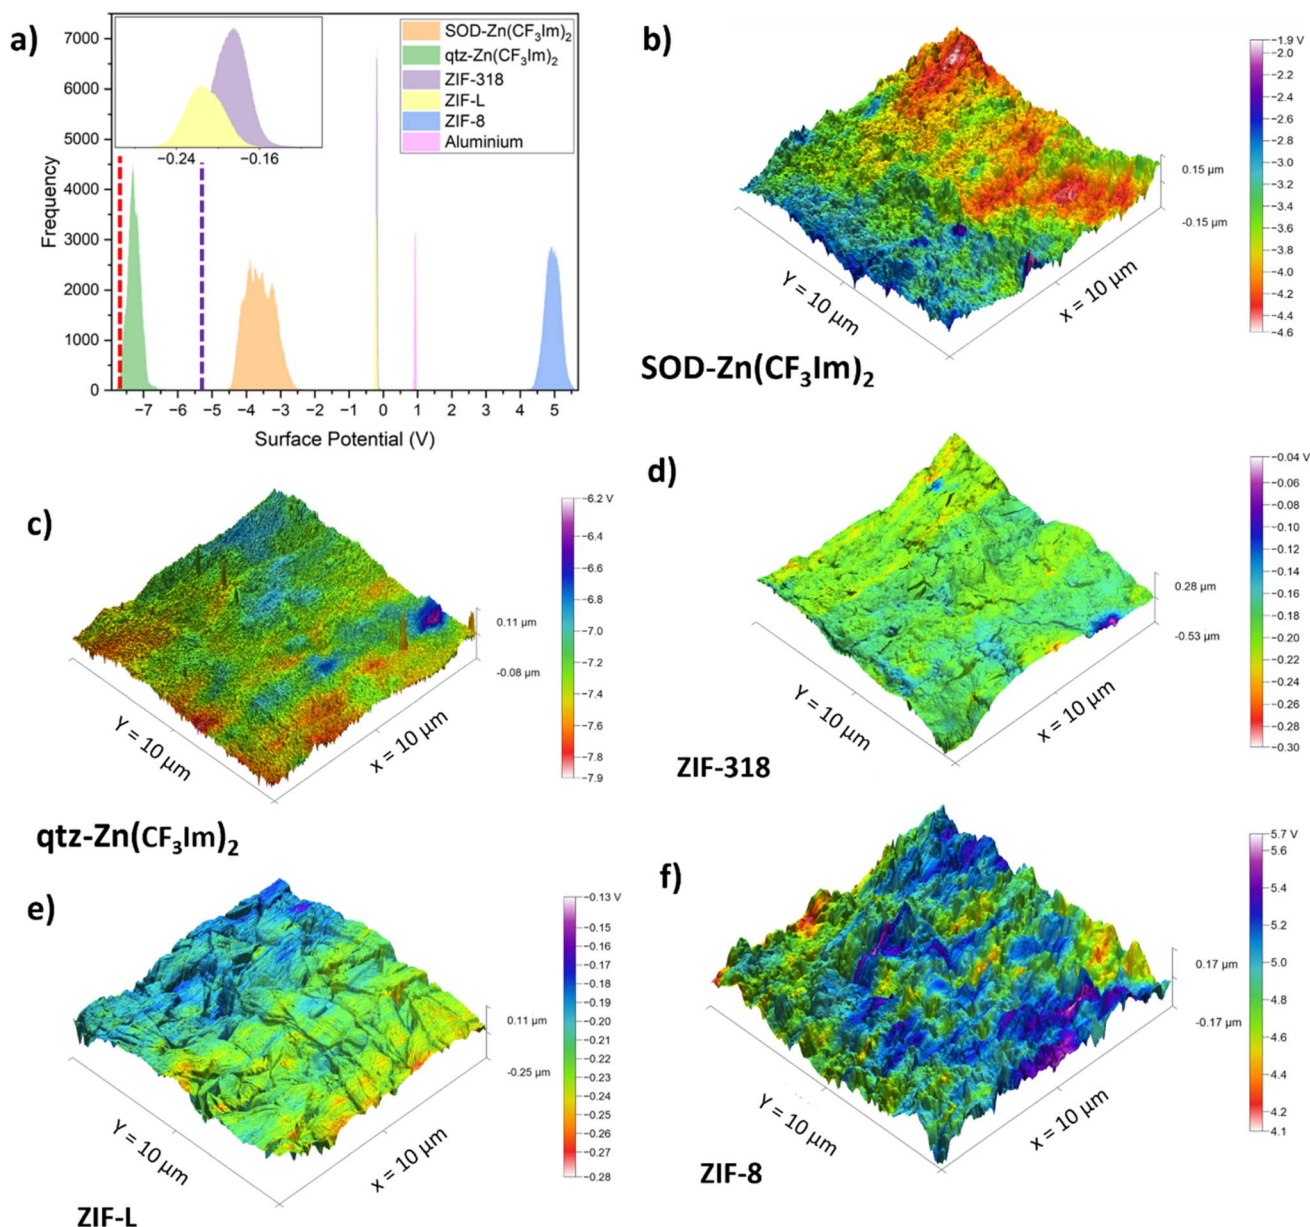 a)
7000
6000
5000
4000
3000
2000
1000
0
Frequency
−0.24 −0.16
SOD-Zn(CF₃Im)₂
qtz-Zn(CF₃Im)₂
ZIF-318
ZIF-L
ZIF-8
Aluminium
−7 −6 −5 −4 −3 −2 −1 0 1 2 3 4 5
Surface Potential (V)
b)
−1.9 V
−2.0
−2.2
−2.4
−2.6
−2.8
−3.0
−3.2
−3.4
−3.6
−3.8
−4.0
−4.2
−4.4
−4.6
0.15 µm
-0.15 µm
Y = 10 µm
x = 10 µm
SOD-Zn(CF₃Im)₂
c)
−6.2 V
−6.4
−6.6
−6.8
−7.0
−7.2
−7.4
−7.6
−7.8
−7.9
0.11 µm
-0.08 µm
Y = 10 µm
x = 10 µm
qtz-Zn(CF₃Im)₂
d)
−0.04 V
−0.06
−0.08
−0.10
−0.12
−0.14
−0.16
−0.18
−0.20
−0.22
−0.24
−0.26
−0.28
−0.30
0.28 µm
-0.53 µm
Y = 10 µm
x = 10 µm
ZIF-318
e)
−0.13 V
−0.15
−0.16
−0.17
−0.18
−0.19
−0.20
−0.21
−0.22
−0.23
−0.24
−0.25
−0.26
−0.27
−0.28
0.11 µm
-0.25 µm
Y = 10 µm
x = 10 µm
ZIF-L
f)
5.7 V
5.6
5.4
5.2
5.0
4.8
4.6
4.4
4.2
4.1
0.17 µm
-0.17 µm
Y = 10 µm
x = 10 µm
ZIF-8